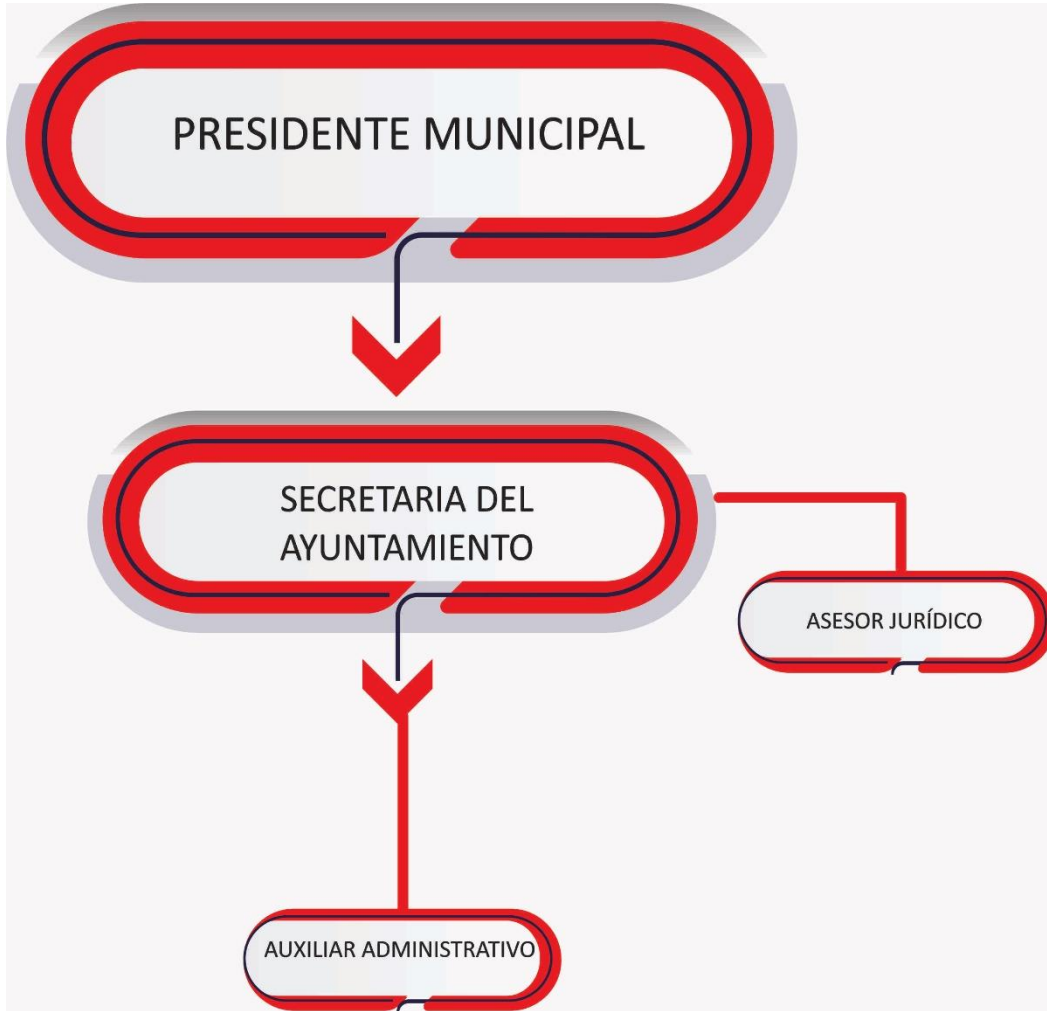 PRESIDENTE MUNICIPAL
SECRETARIA DEL
AYUNTAMIENTO
ASESOR JURÍDICO
AUXILIAR ADMINISTRATIVO